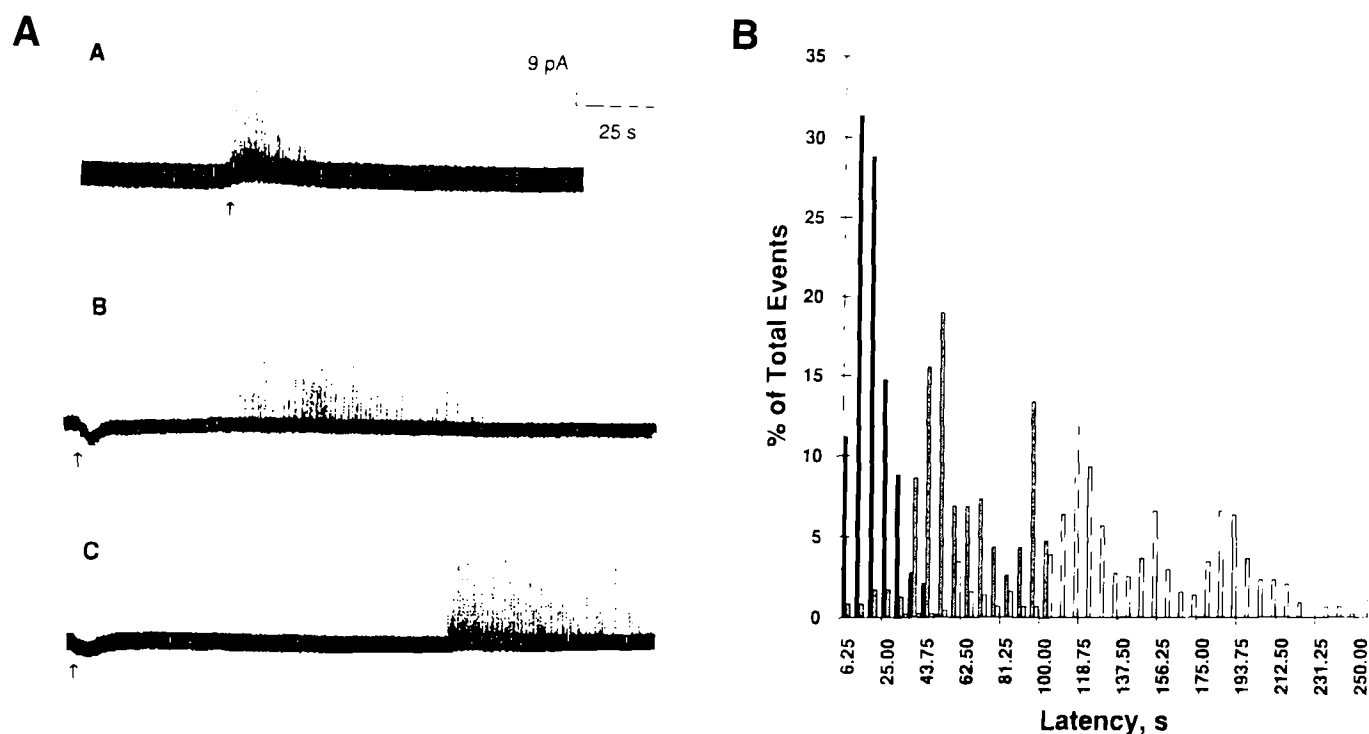 A
A
9 pA
25 s
↑
B
↑
C
↑
B
35
30
25
20
15
10
5
0
% of Total Events
6.25
25.00
43.75
62.50
81.25
100.00
118.75
137.50
156.25
175.00
193.75
212.50
231.25
250.00
Latency, s